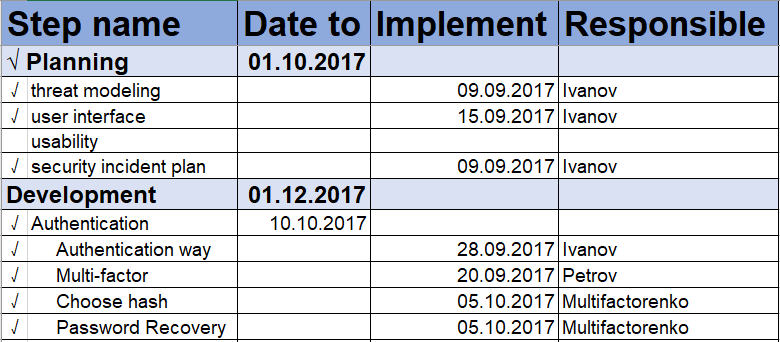 Step name Date to Implement Responsible
√ Planning 01.10.2017
√ threat modeling 09.09.2017 Ivanov
√ user interface 15.09.2017 Ivanov
usability
√ security incident plan 09.09.2017 Ivanov
Development 01.12.2017
√ Authentication 10.10.2017
√ Authentication way 28.09.2017 Ivanov
√ Multi-factor 20.09.2017 Petrov
√ Choose hash 05.10.2017 Multifactorenko
√ Password Recovery 05.10.2017 Multifactorenko